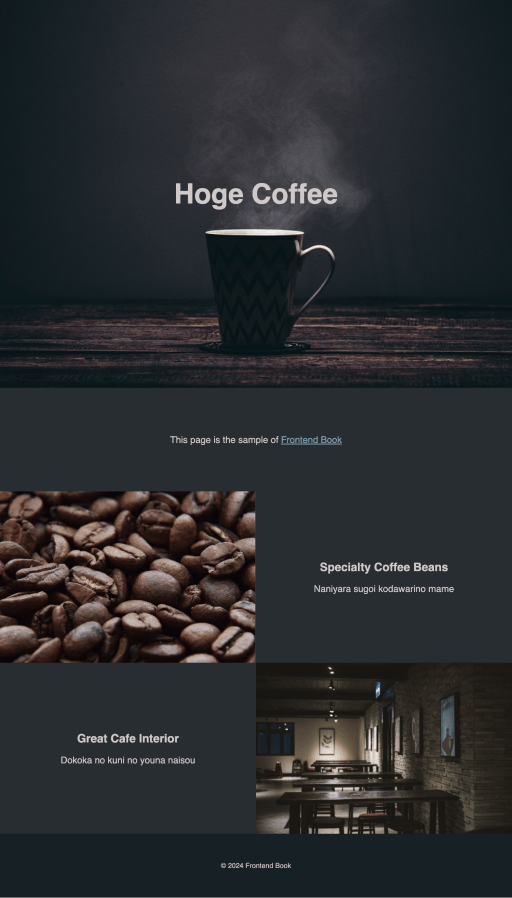 Hoge Coffee
This page is the sample of Frontend Book
Specialty Coffee Beans
Naniyara sugoi kodawarino mame
Great Cafe Interior
Dokoka no kuni no youna naisou
© 2024 Frontend Book